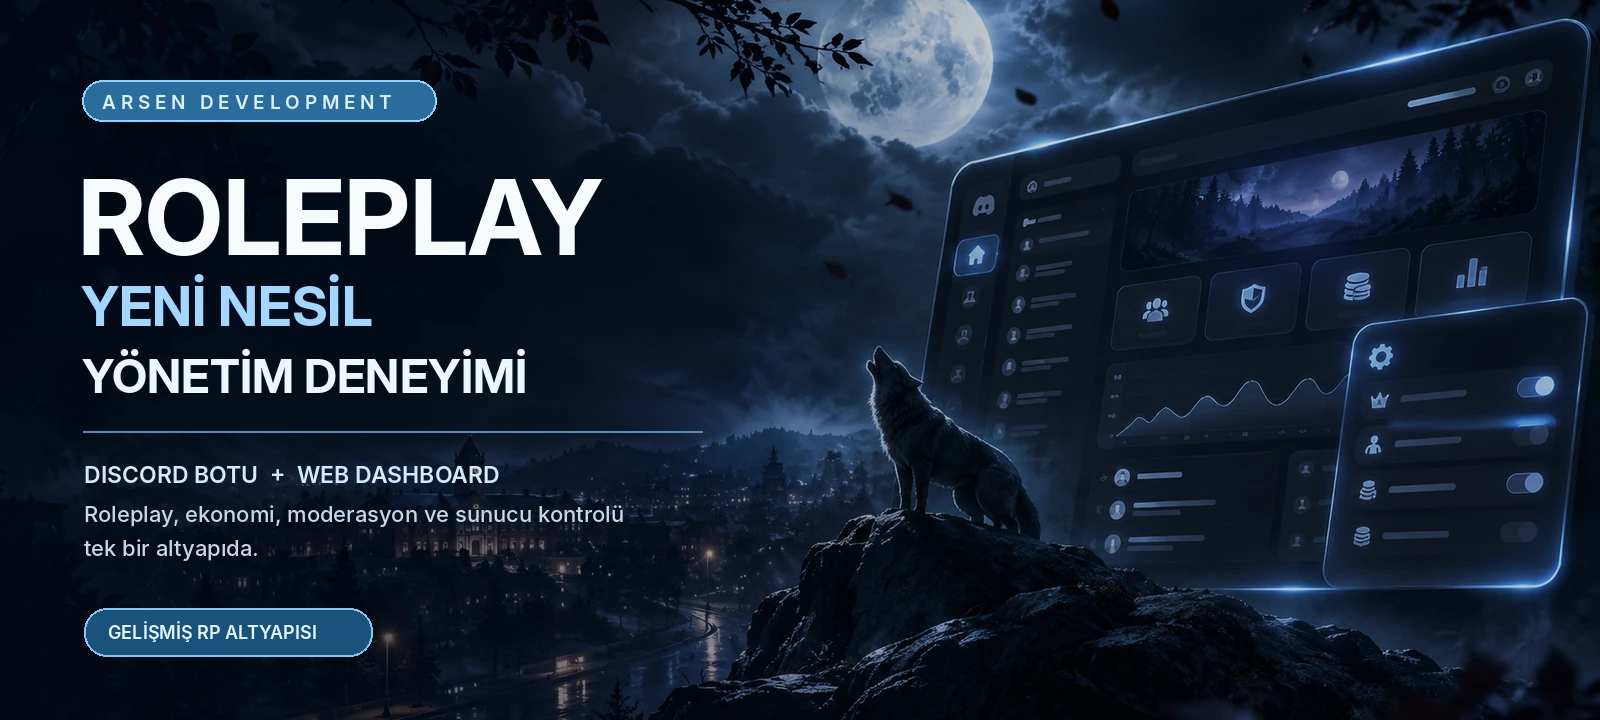 ARSEN DEVELOPMENT
ROLEPLAY
YENİ NESİL
YÖNETİM DENEYİMİ
DISCORD BOTU + WEB DASHBOARD
Roleplay, ekonomi, moderasyon ve sunucu kontrolü
tek bir altyapıda.
GELİŞMİŞ RP ALTYAPISI